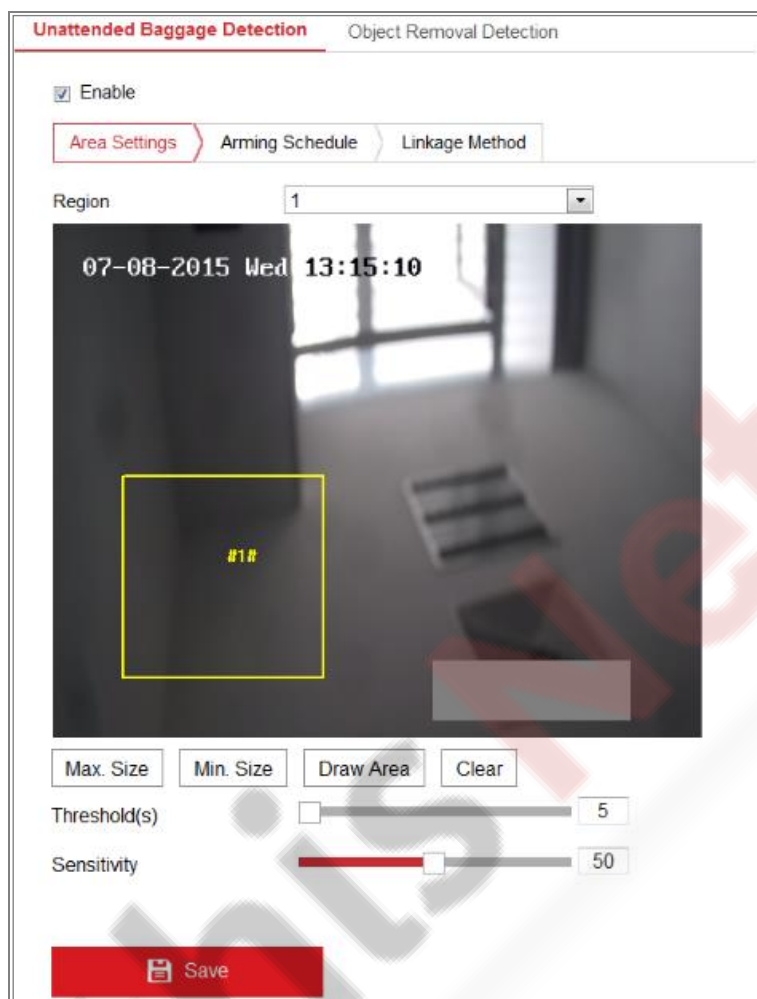 Unattended Baggage Detection Object Removal Detection
Enable
Area Settings Arming Schedule Linkage Method
Region 1
07-08-2015 Wed 13:15:10
#1#
Max. Size Min. Size Draw Area Clear
Threshold(s) 5
Sensitivity 50
Save
hisNet